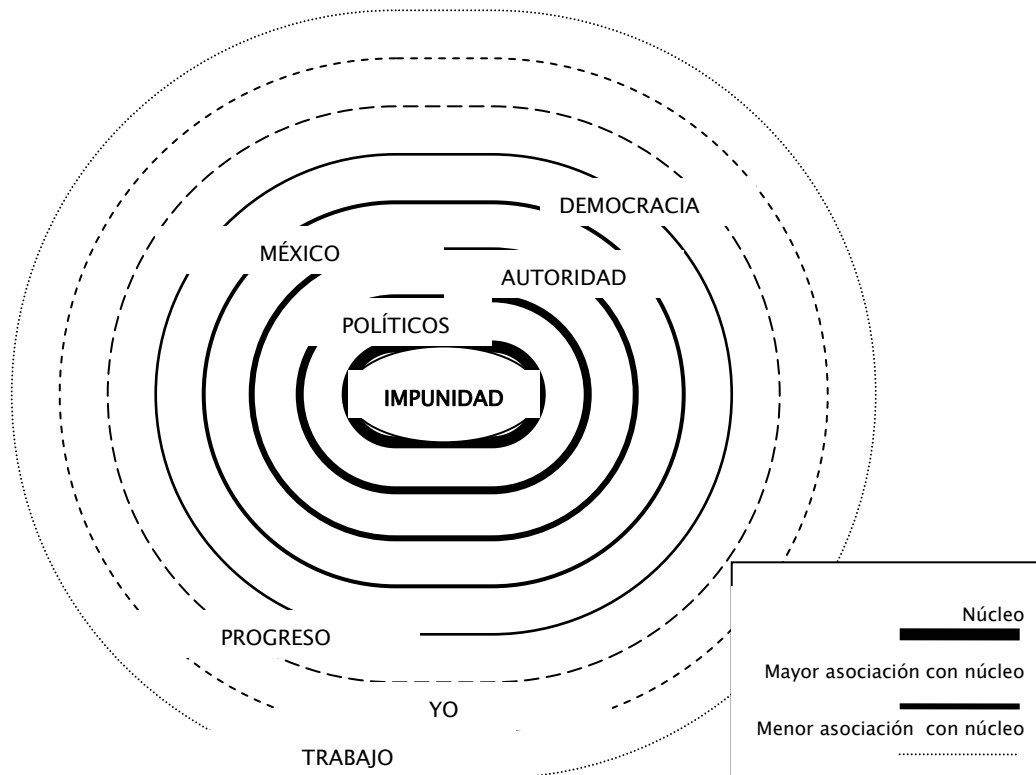 DEMOCRACIA
MÉXICO
AUTORIDAD
POLÍTICOS
IMPUNIDAD
PROGRESO
YO
TRABAJO
Núcleo
Mayor asociación con núcleo
Menor asociación con núcleo